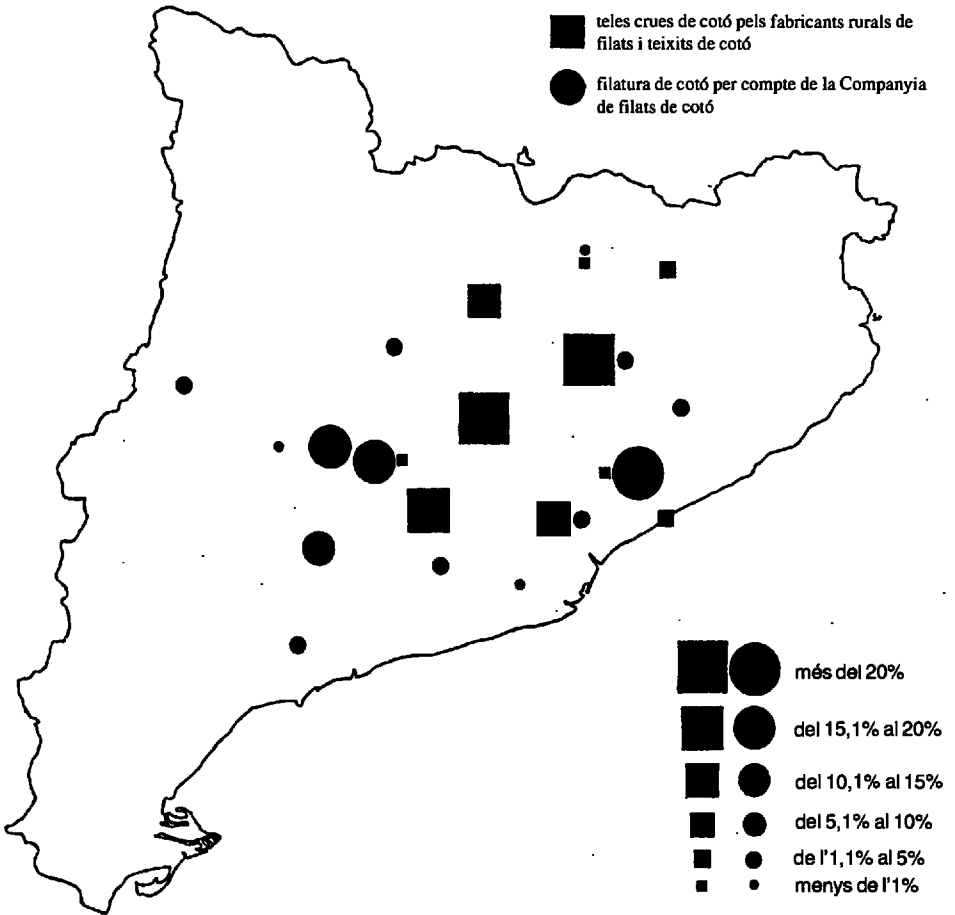 teles crues de cotó pels fabricants rurals de
filats i teixits de cotó
filatura de cotó per compte de la Companyia
de filats de cotó
més del 20%
del 15,1% al 20%
del 10,1% al 15%
del 5,1% al 10%
de l'1,1% al 5%
menys de l'1%